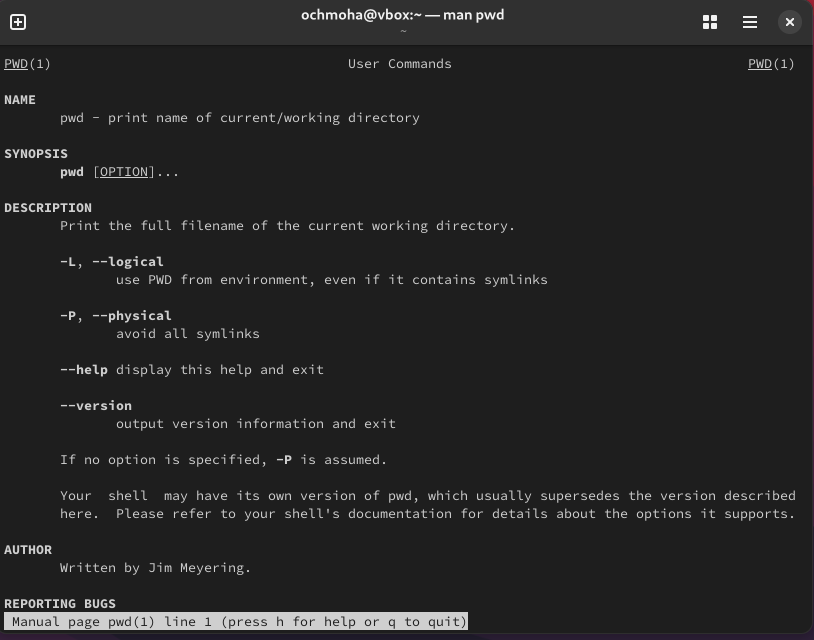 ochmoha@vbox:~ — man pwd
~
PWD(1) User Commands PWD(1)
NAME
pwd - print name of current/working directory
SYNOPSIS
pwd [OPTION]...
DESCRIPTION
Print the full filename of the current working directory.
-L, --logical
use PWD from environment, even if it contains symlinks
-P, --physical
avoid all symlinks
--help display this help and exit
--version
output version information and exit
If no option is specified, -P is assumed.
Your  shell  may have its own version of pwd, which usually supersedes the version described
here.  Please refer to your shell's documentation for details about the options it supports.
AUTHOR
Written by Jim Meyering.
REPORTING BUGS
Manual page pwd(1) line 1 (press h for help or q to quit)